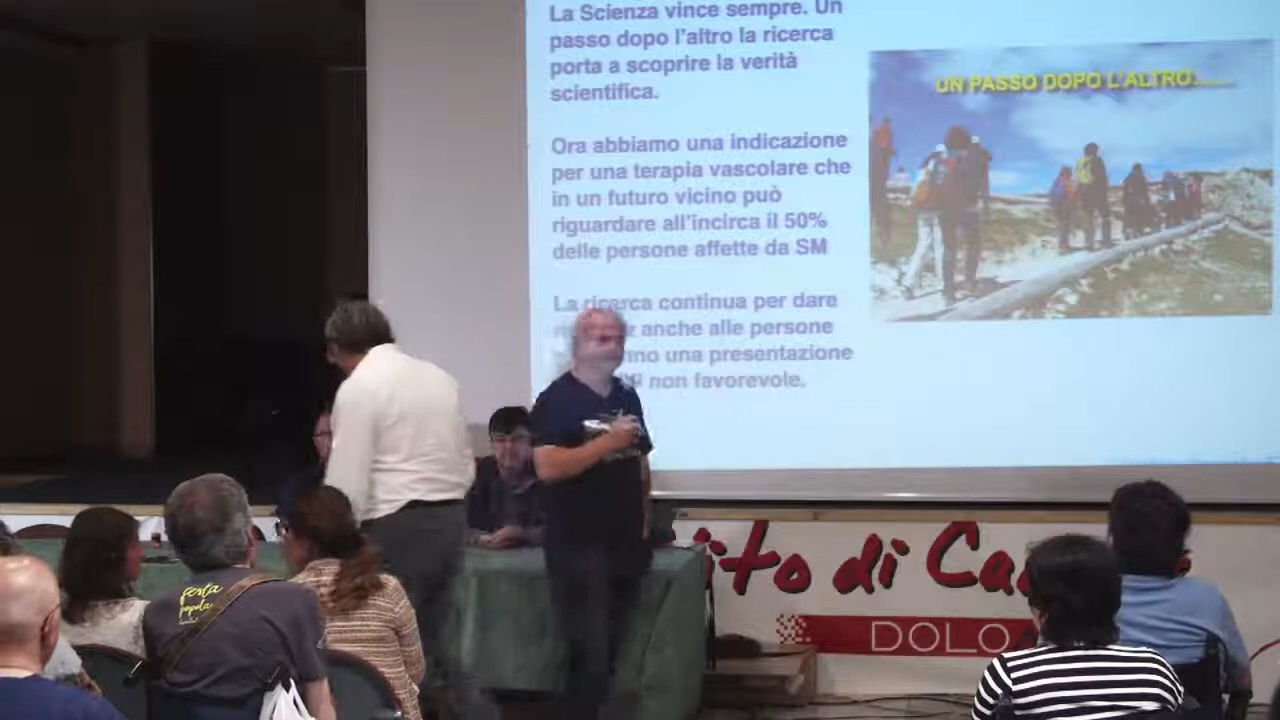 La Scienza vince sempre. Un
passo dopo l'altro la ricerca
porta a scoprire la verità
scientifica.
Ora abbiamo una indicazione
per una terapia vascolare che
in un futuro vicino può
riguardare all'incirca il 50%
delle persone affette da SM
La ricerca continua per dare
anche alle persone
una presentazione
non favorevole.
UN PASSO DOPO L'ALTRO......
festa
popolare
ito di Ca
DOLO